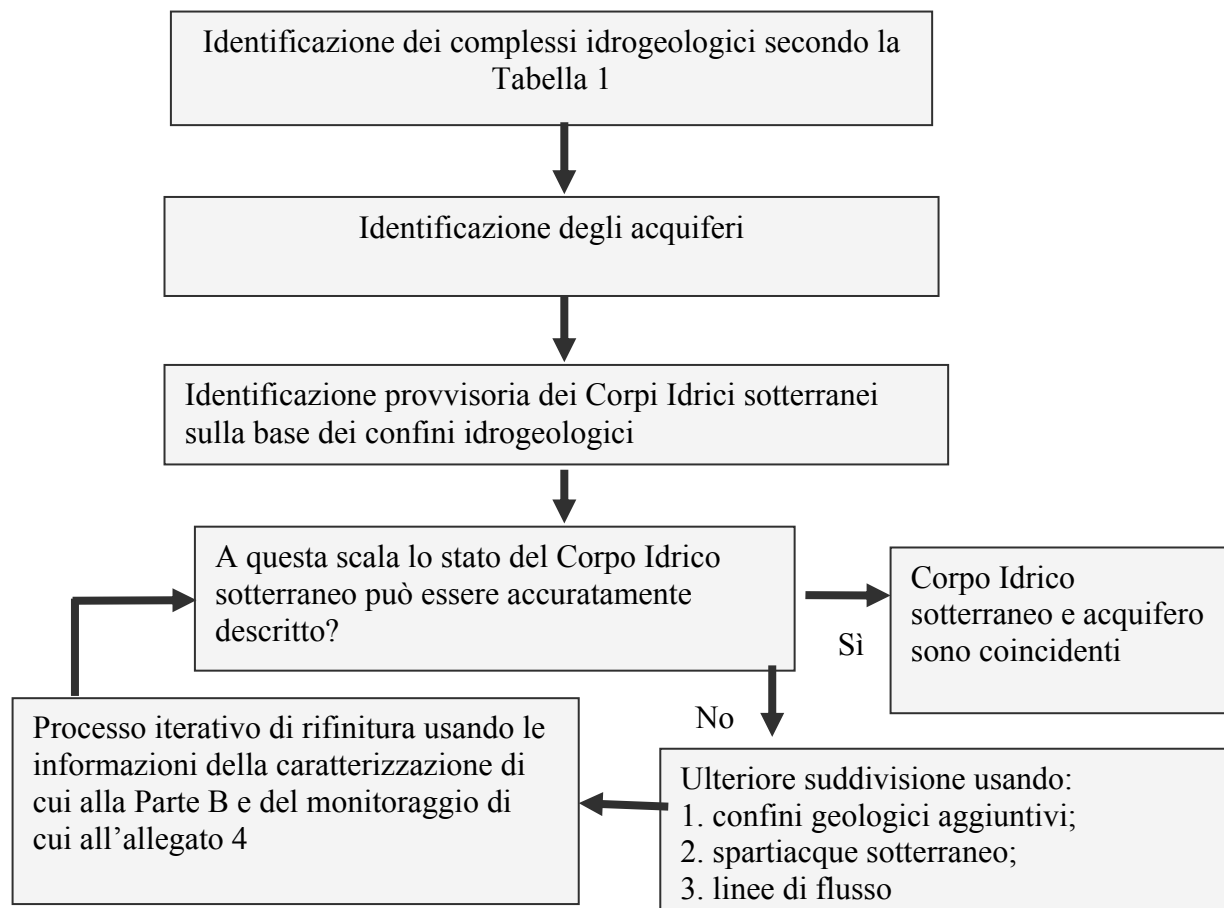 Identificazione dei complessi idrogeologici secondo la
Tabella 1
Identificazione degli acquiferi
Identificazione provvisoria dei Corpi Idrici sotterranei
sulla base dei confini idrogeologici
A questa scala lo stato del Corpo Idrico
sotterraneo può essere accuratamente
descritto?
Sì
Corpo Idrico
sotterraneo e acquifero
sono coincidenti
No
Ulteriore suddivisione usando:
1. confini geologici aggiuntivi;
2. spartiacque sotterraneo;
3. linee di flusso
Processo iterativo di rifinitura usando le
informazioni della caratterizzazione di
cui alla Parte B e del monitoraggio di
cui all’allegato 4